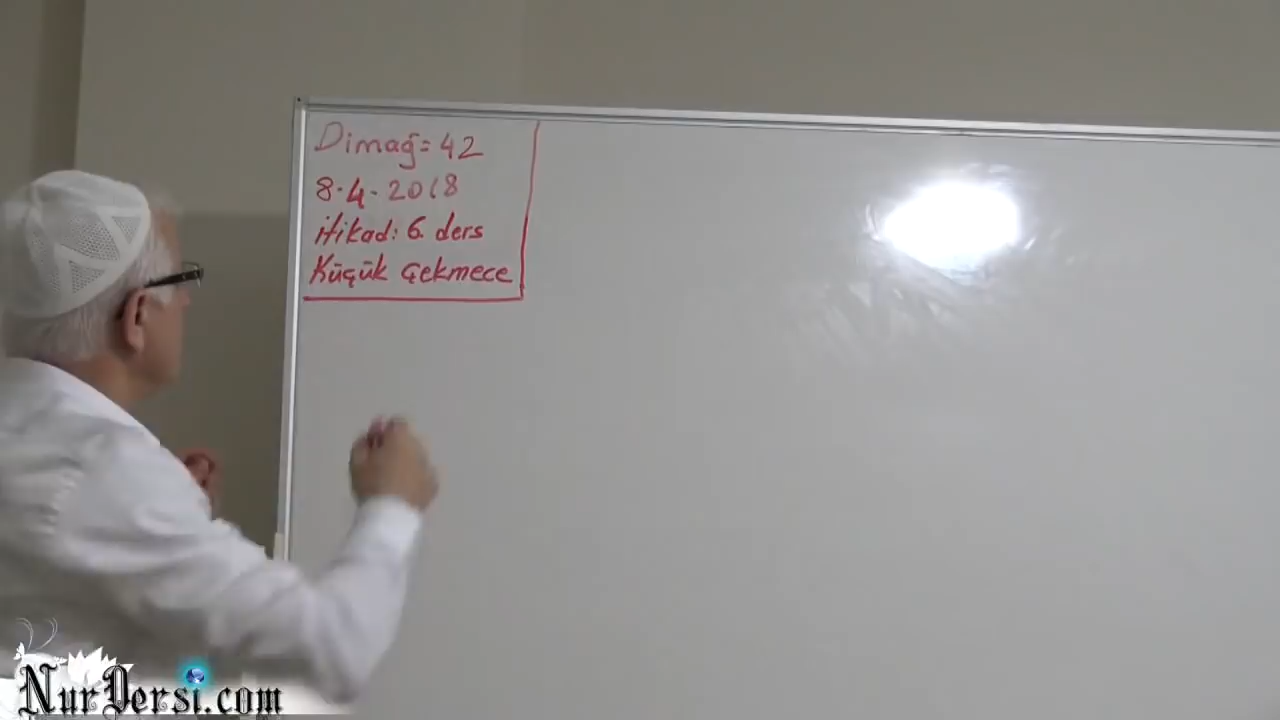 Dimağ= 42
8.4.2018
itikad: 6. ders
Küçük Çekmece
NurDersi.com